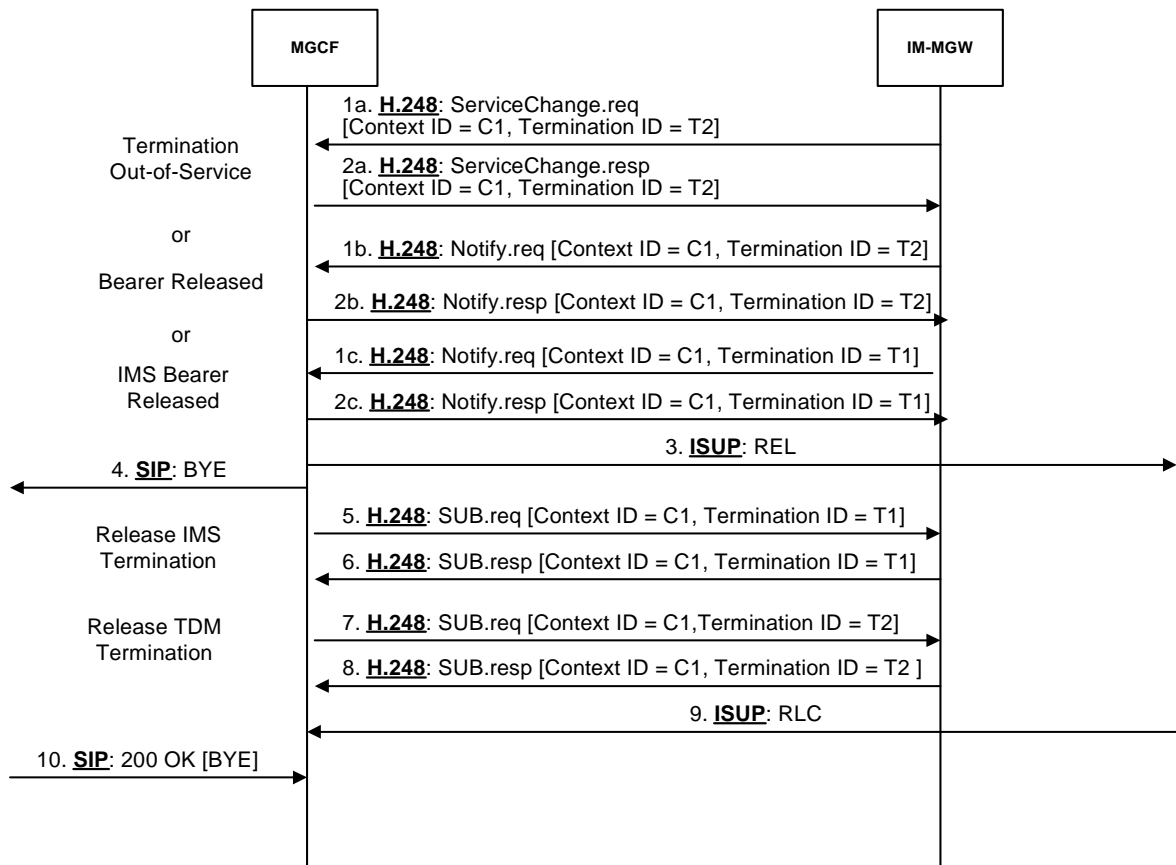 MGCF
IM-MGW
1a. H.248: ServiceChange.req
[Context ID = C1, Termination ID = T2]
Termination
Out-of-Service
2a. H.248: ServiceChange.resp
[Context ID = C1, Termination ID = T2]
or
1b. H.248: Notify.req [Context ID = C1, Termination ID = T2]
Bearer Released
2b. H.248: Notify.resp [Context ID = C1, Termination ID = T2]
or
1c. H.248: Notify.req [Context ID = C1, Termination ID = T1]
IMS Bearer
Released
2c. H.248: Notify.resp [Context ID = C1, Termination ID = T1]
3. ISUP: REL
4. SIP: BYE
5. H.248: SUB.req [Context ID = C1, Termination ID = T1]
Release IMS
Termination
6. H.248: SUB.resp [Context ID = C1, Termination ID = T1]
7. H.248: SUB.req [Context ID = C1,Termination ID = T2]
Release TDM
Termination
8. H.248: SUB.resp [Context ID = C1, Termination ID = T2 ]
9. ISUP: RLC
10. SIP: 200 OK [BYE]